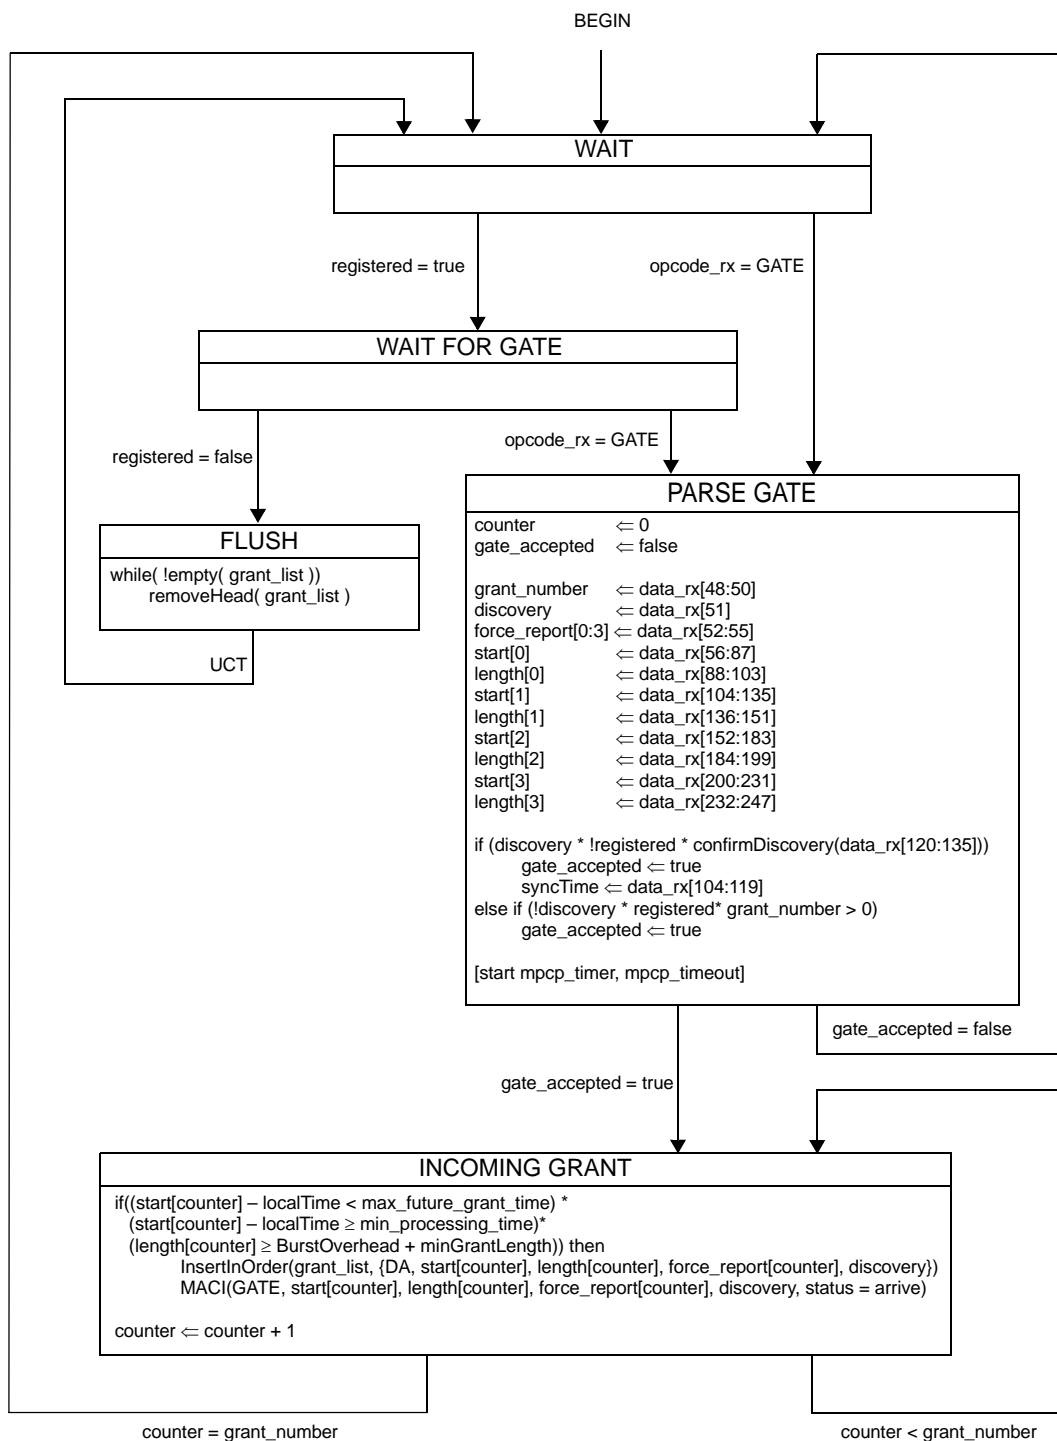 BEGIN
WAIT
registered = true
opcode_rx = GATE
WAIT FOR GATE
registered = false
opcode_rx = GATE
FLUSH
while( !empty( grant_list ))
removeHead( grant_list )
UCT
PARSE GATE
counter ⇐ 0
gate_accepted ⇐ false
grant_number ⇐ data_rx[48:50]
discovery ⇐ data_rx[51]
force_report[0:3] ⇐ data_rx[52:55]
start[0] ⇐ data_rx[56:87]
length[0] ⇐ data_rx[88:103]
start[1] ⇐ data_rx[104:135]
length[1] ⇐ data_rx[136:151]
start[2] ⇐ data_rx[152:183]
length[2] ⇐ data_rx[184:199]
start[3] ⇐ data_rx[200:231]
length[3] ⇐ data_rx[232:247]
if (discovery * !registered * confirmDiscovery(data_rx[120:135]))
gate_accepted ⇐ true
syncTime ⇐ data_rx[104:119]
else if (!discovery * registered* grant_number > 0)
gate_accepted ⇐ true
[start mpcp_timer, mpcp_timeout]
gate_accepted = false
gate_accepted = true
INCOMING GRANT
if((start[counter] – localTime < max_future_grant_time) *
(start[counter] – localTime ≥ min_processing_time)*
(length[counter] ≥ BurstOverhead + minGrantLength)) then
InsertInOrder(grant_list, {DA, start[counter], length[counter], force_report[counter], discovery})
MACI(GATE, start[counter], length[counter], force_report[counter], discovery, status = arrive)
counter ⇐ counter + 1
counter = grant_number
counter < grant_number